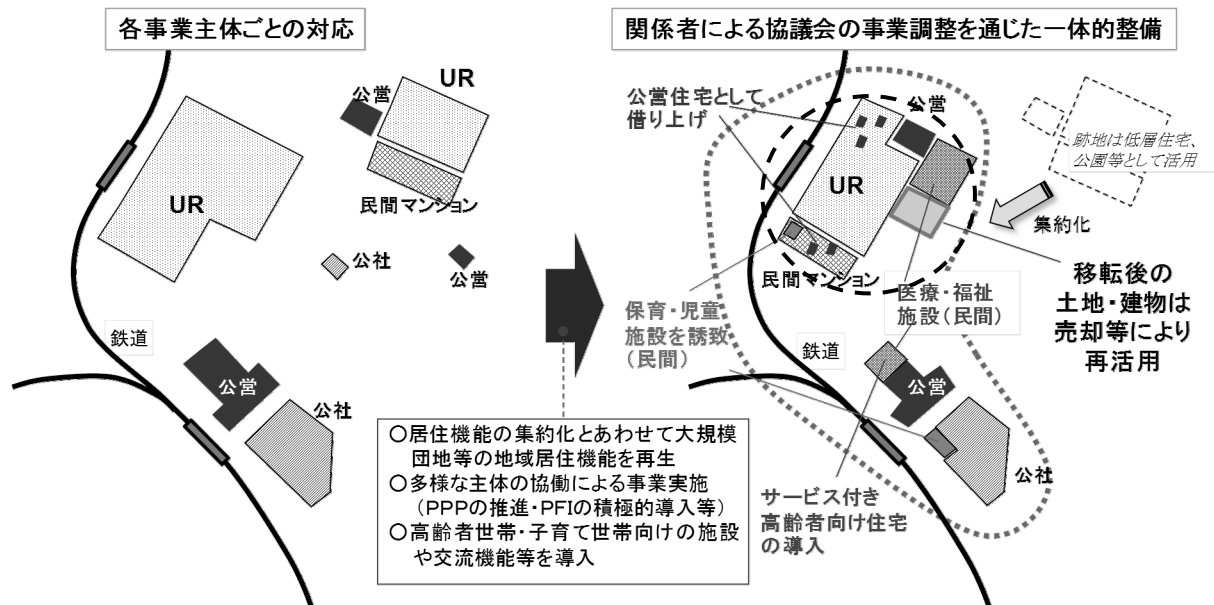 各事業主体ごとの対応
UR
公営
UR
民間マンション
公社
公営
鉄道
公営
公社
○居住機能の集約化とあわせて大規模
団地等の地域居住機能を再生
○多様な主体の協働による事業実施
（PPPの推進・PFIの積極的導入等）
○高齢者世帯・子育て世帯向けの施設
や交流機能等を導入
関係者による協議会の事業調整を通じた一体的整備
公営住宅として
借り上げ
公営
UR
跡地は低層住宅、
公園等として活用
集約化
民間マンション
保育・児童
施設を誘致
（民間）
医療・福祉
施設（民間）
移転後の
土地・建物は
売却等により
再活用
鉄道
公営
公社
サービス付き
高齢者向け住宅
の導入